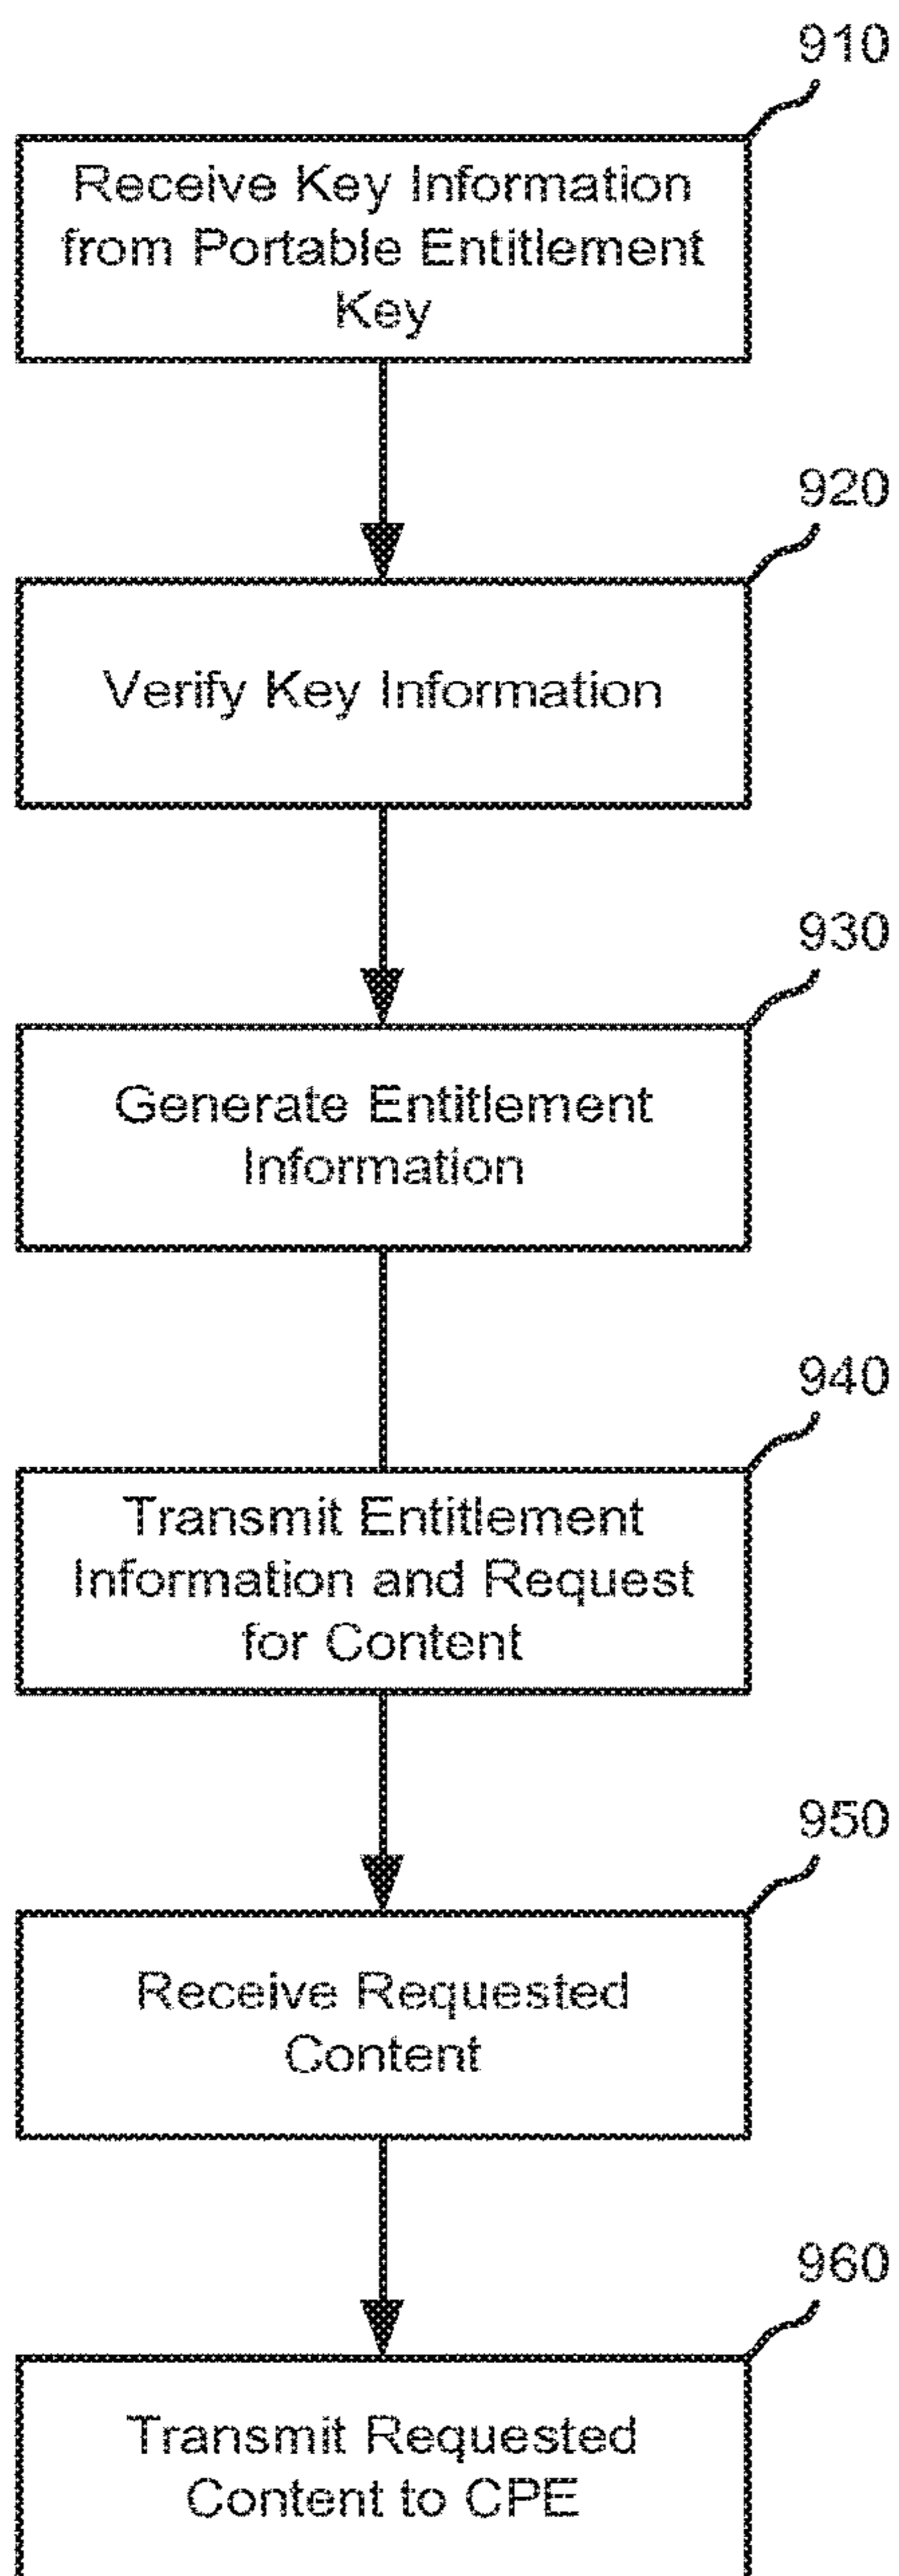 910
Receive Key Information
from Portable Entitlement
Key
920
Verify Key Information
930
Generate Entitlement
Information
940
Transmit Entitlement
Information and Request
for Content
950
Receive Requested
Content
960
Transmit Requested
Content to CPE